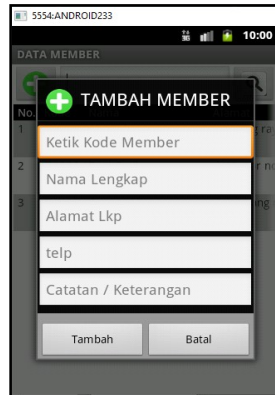 5554:ANDROID233
3G 10:00
DATA MEMBER
TAMBAH MEMBER
No.
1
Ketik Kode Member
2
Nama Lengkap
3
Alamat Lkp
telp
Catatan / Keterangan
Tambah Batal